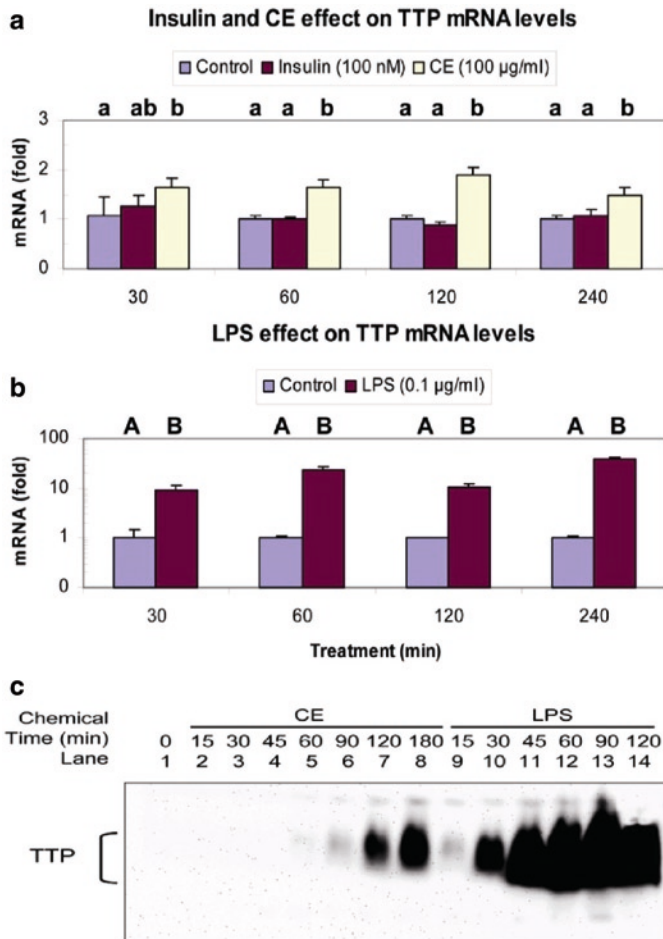 a
Insulin and CE effect on TTP mRNA levels
Control Insulin (100 nM) CE (100 µg/ml)
a ab b a a b a a b a a b
3
2
1
0
mRNA (fold)
30 60 120 240
LPS effect on TTP mRNA levels
b
Control LPS (0.1 µg/ml)
A B A B A B A B
100
10
1
0
mRNA (fold)
30 60 120 240
Treatment (min)
c
Chemical CE LPS
Time (min) 0 15 30 45 60 90 120 180 15 30 45 60 90 120
Lane 1 2 3 4 5 6 7 8 9 10 11 12 13 14
TTP